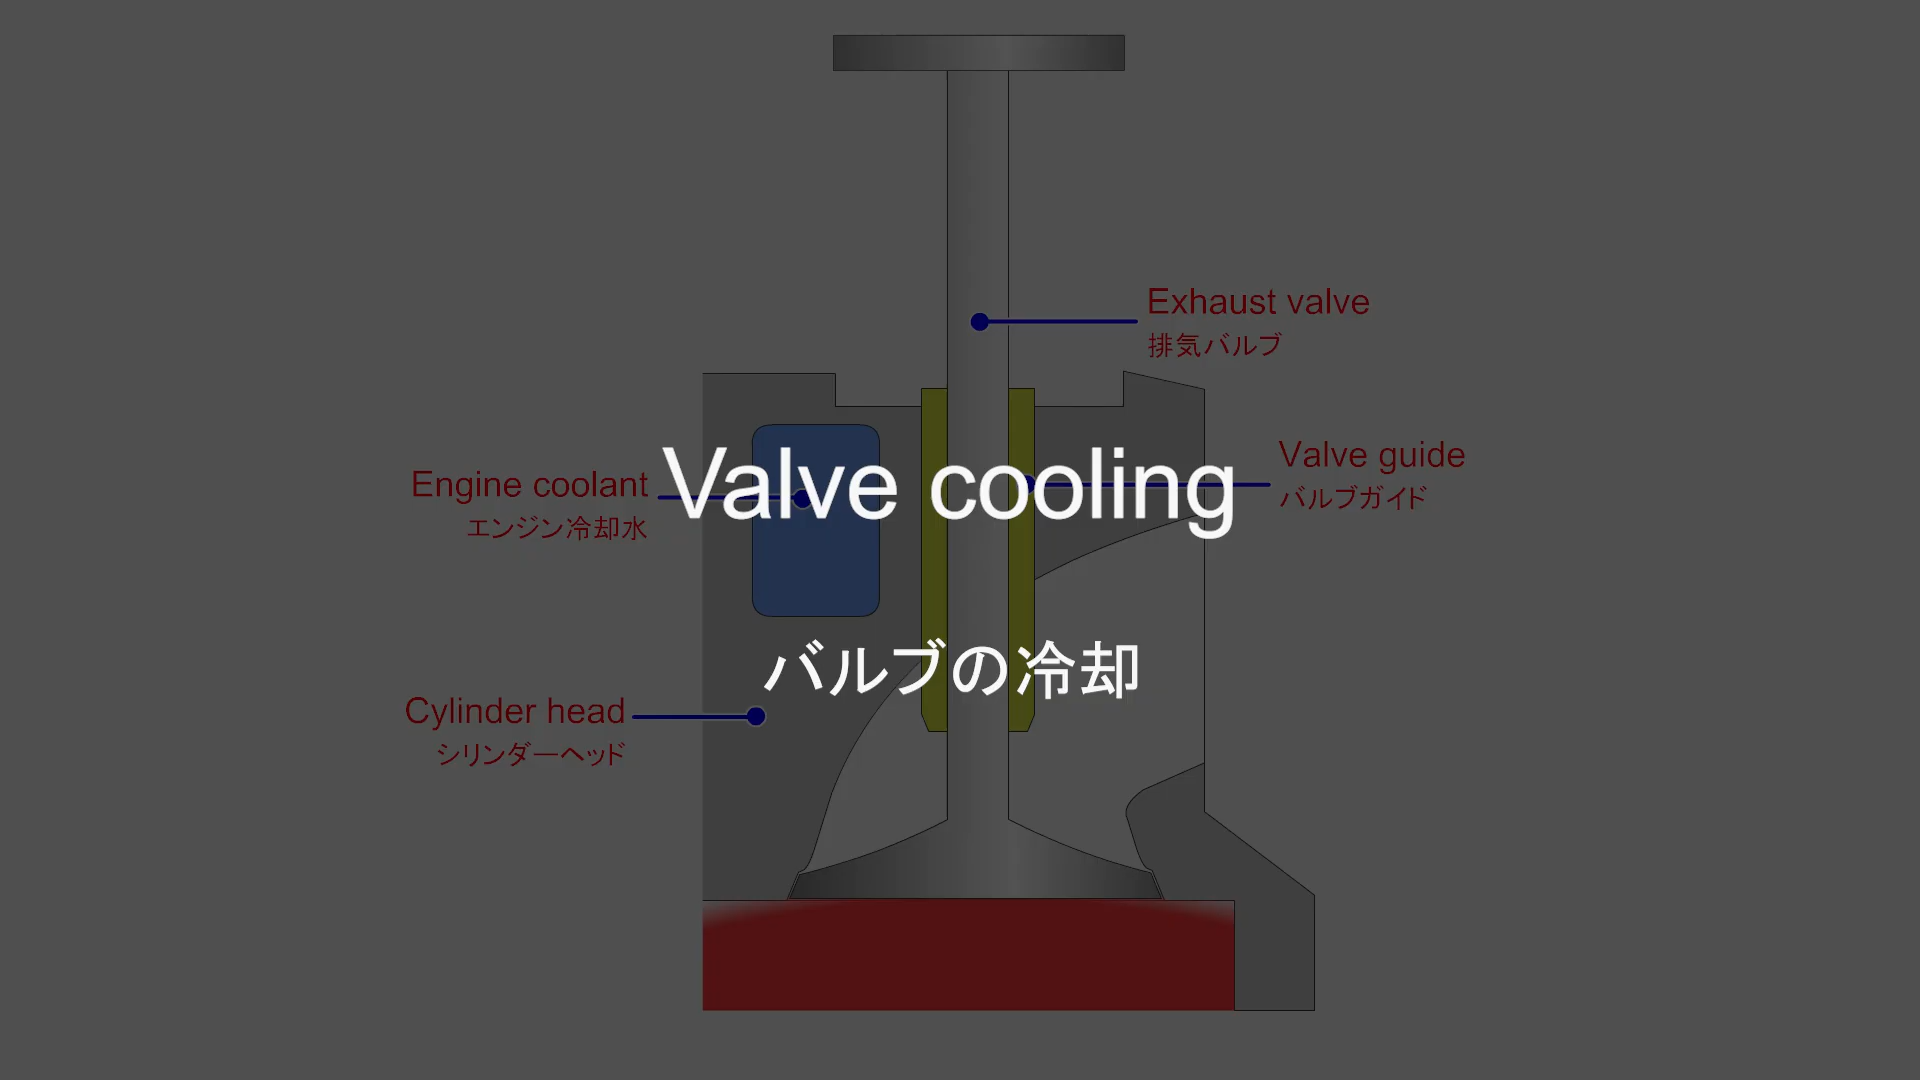 Exhaust valve
排気バルブ
Valve guide
バルブガイド
Valve cooling
Engine coolant
エンジン冷却水
バルブの冷却
Cylinder head
シリンダーヘッド